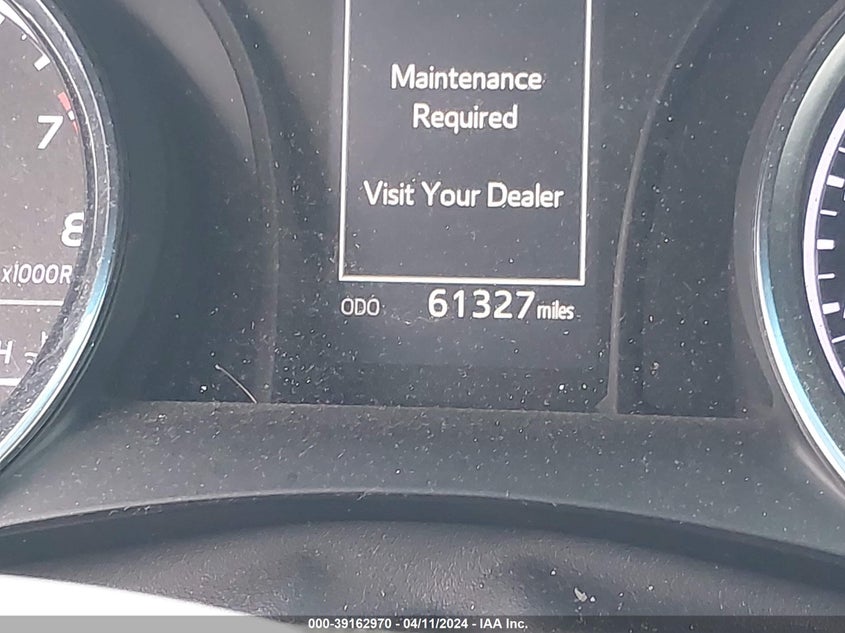 Maintenance
Required
Visit Your Dealer
ODO 61327 miles
7
8
x1000R
H
000-39162970 - 04/11/2024 - IAA Inc.